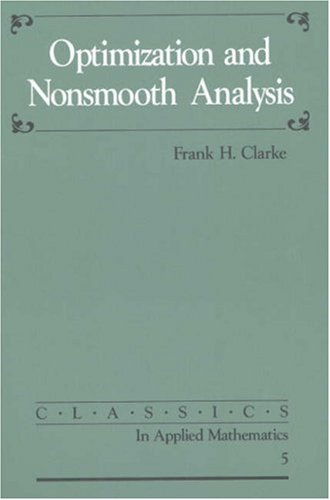 Optimization and
Nonsmooth Analysis
Frank H. Clarke
C·L·A·S·S·I·C·S
In Applied Mathematics
5